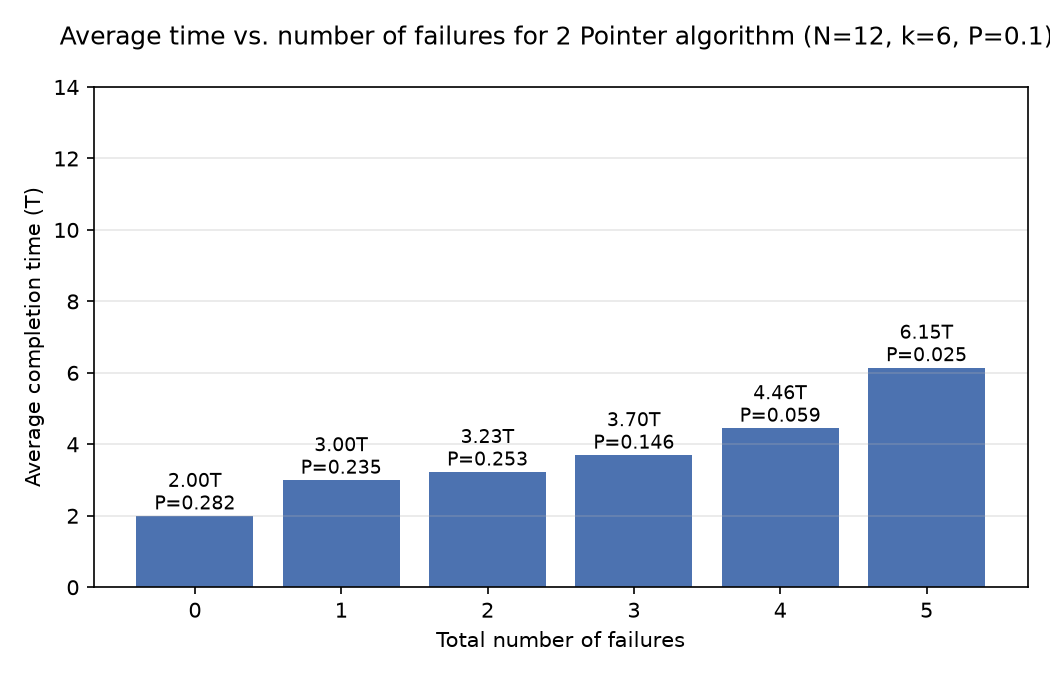 Average time vs. number of failures for 2 Pointer algorithm (N=12, k=6, P=0.1)
Average completion time (T)
14
12
10
8
6
4
2
0
2.00T
P=0.282
3.00T
P=0.235
3.23T
P=0.253
3.70T
P=0.146
4.46T
P=0.059
6.15T
P=0.025
0 1 2 3 4 5
Total number of failures